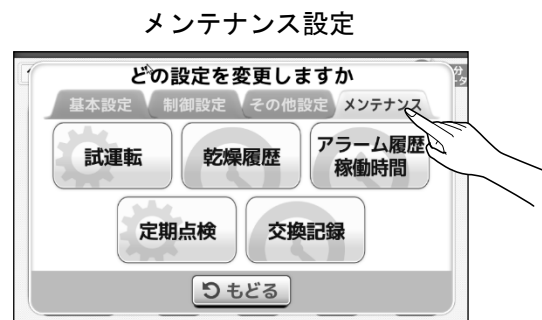 メンテナンス設定
どの設定を変更しますか
基本設定 制御設定 その他設定 メンテナンス
試運転 乾燥履歴 アラーム履歴
稼働時間
定期点検 交換記録
もどる